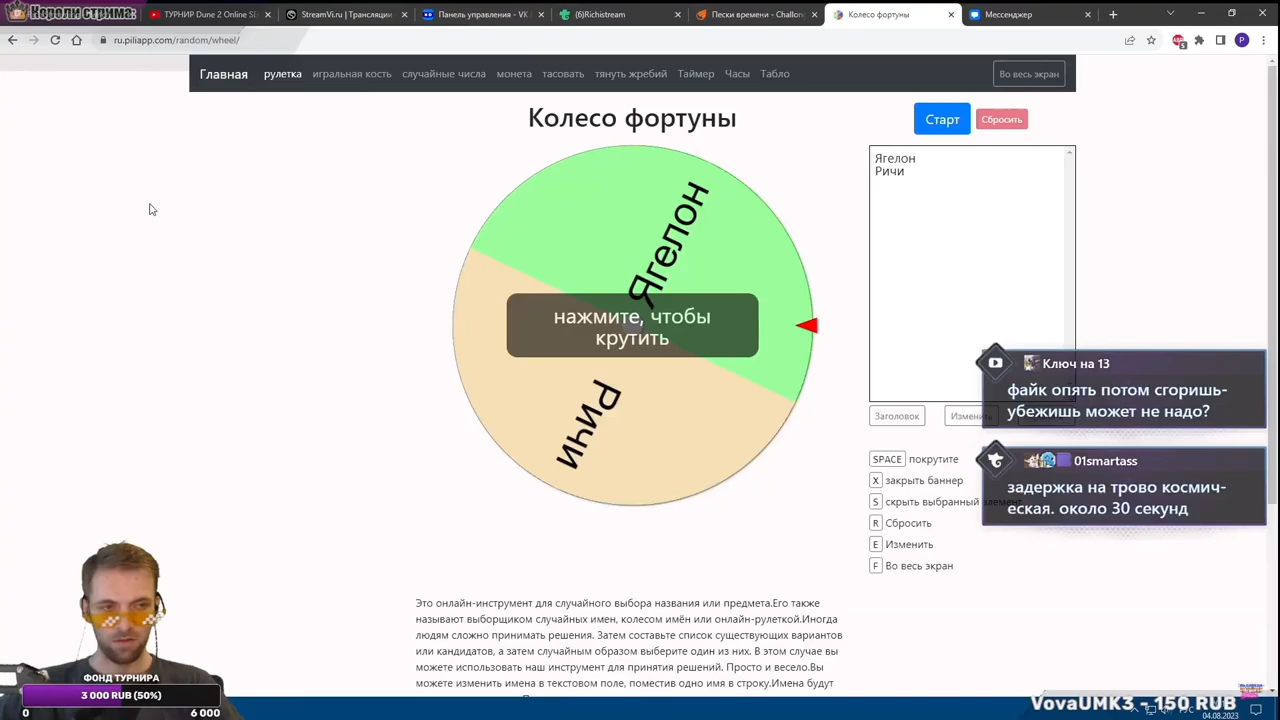 ТУРНИР Dune 2 Online
StreamVi.ru | Трансляции
Панель управления - VK
(6)Richistream
Пески времени - Challon
Колесо фортуны
Мессенджер
ru.piliapp.com/random/wheel/
Главная рулетка игральная кость случайные числа монета тасовать тянуть жребий Таймер Часы Табло Во весь экран
Колесо фортуны
Старт Сбросить
Ягелон
Ричи
Ягелон
нажмите, чтобы
крутить
Ричи
Ключ на 13
файк опять потом сгоришь-
убежишь может не надо?
Заголовок
SPACE покрутите
X закрыть баннер
S скрыть выбранный элемент
R Сбросить
E Изменить
F Во весь экран
01smartass
задержка на трово космич-
еская. около 30 секунд
Это онлайн-инструмент для случайного выбора названия или предмета.Его также
называют выборщиком случайных имен, колесом имён или онлайн-рулеткой.Иногда
людям сложно принимать решения. Затем составьте список существующих вариантов
или кандидатов, а затем случайным образом выберите один из них. В этом случае вы
можете использовать наш инструмент для принятия решений. Просто и весело.Вы
можете изменить имена в текстовом поле, поместив одно имя в строку.Имена будут
ФОНД ТУРНИРА
3 000 RUB (50%)
0 6 000
VovaUMK3 - 150 RUB
04.08.2023